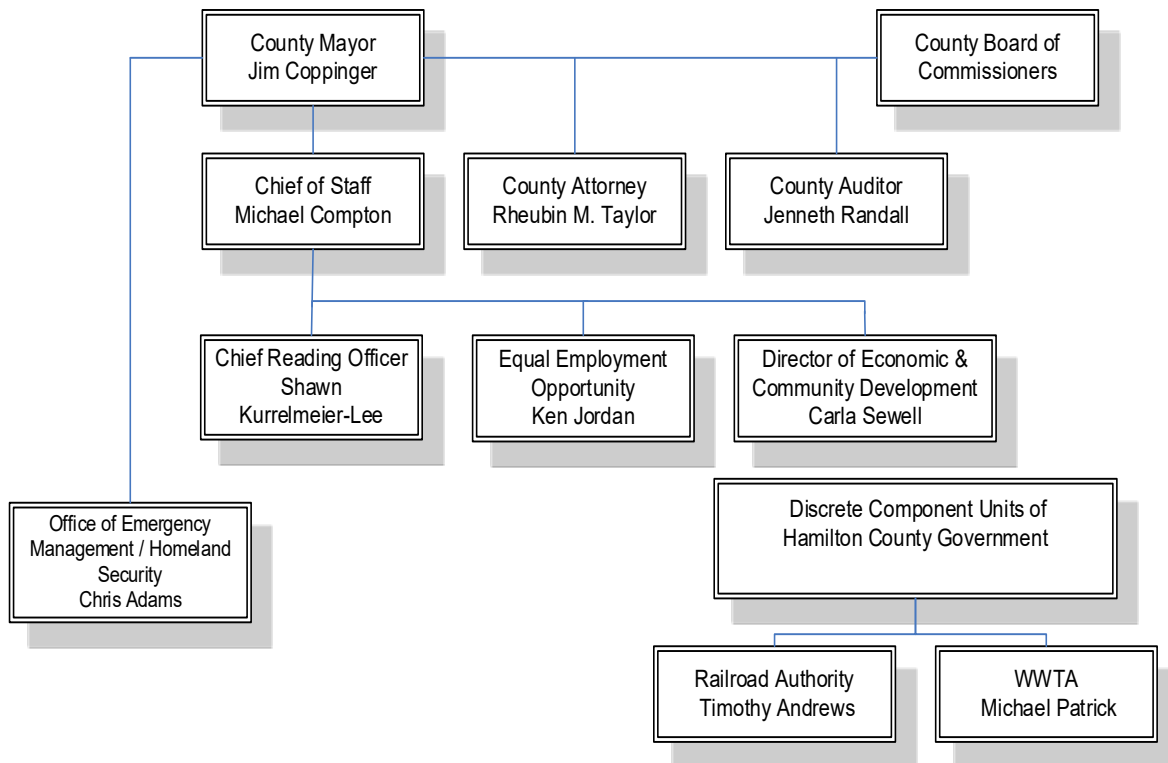 County Mayor
Jim Coppinger
County Board of
Commissioners
Chief of Staff
Michael Compton
County Attorney
Rheubin M. Taylor
County Auditor
Jenneth Randall
Chief Reading Officer
Shawn
Kurrelmeier-Lee
Equal Employment
Opportunity
Ken Jordan
Director of Economic &
Community Development
Carla Sewell
Office of Emergency
Management / Homeland
Security
Chris Adams
Discrete Component Units of
Hamilton County Government
Railroad Authority
Timothy Andrews
WWTA
Michael Patrick